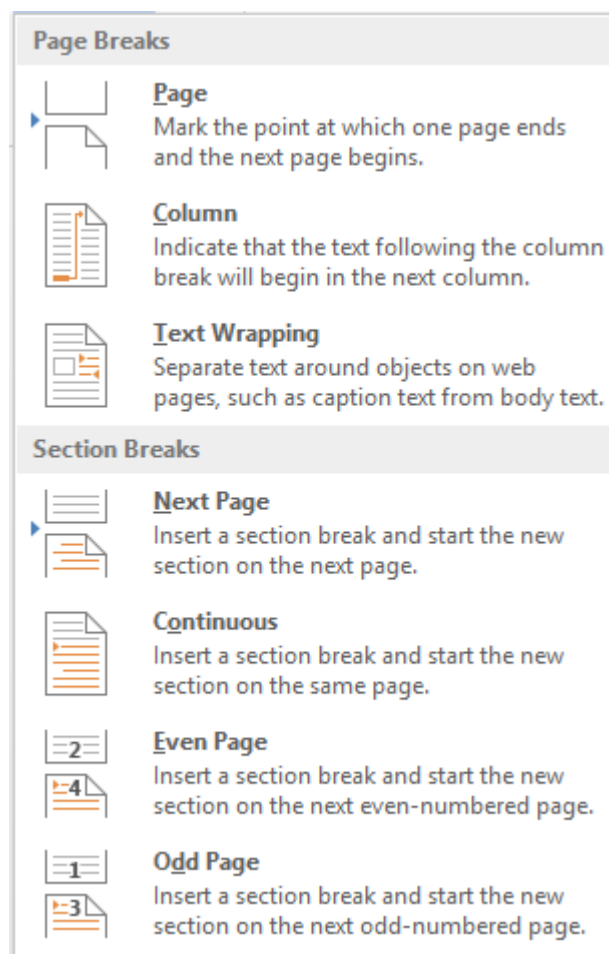 Page Breaks
Page
Mark the point at which one page ends
and the next page begins.
Column
Indicate that the text following the column
break will begin in the next column.
Text Wrapping
Separate text around objects on web
pages, such as caption text from body text.
Section Breaks
Next Page
Insert a section break and start the new
section on the next page.
Continuous
Insert a section break and start the new
section on the same page.
2
4
Even Page
Insert a section break and start the new
section on the next even-numbered page.
1
3
Odd Page
Insert a section break and start the new
section on the next odd-numbered page.